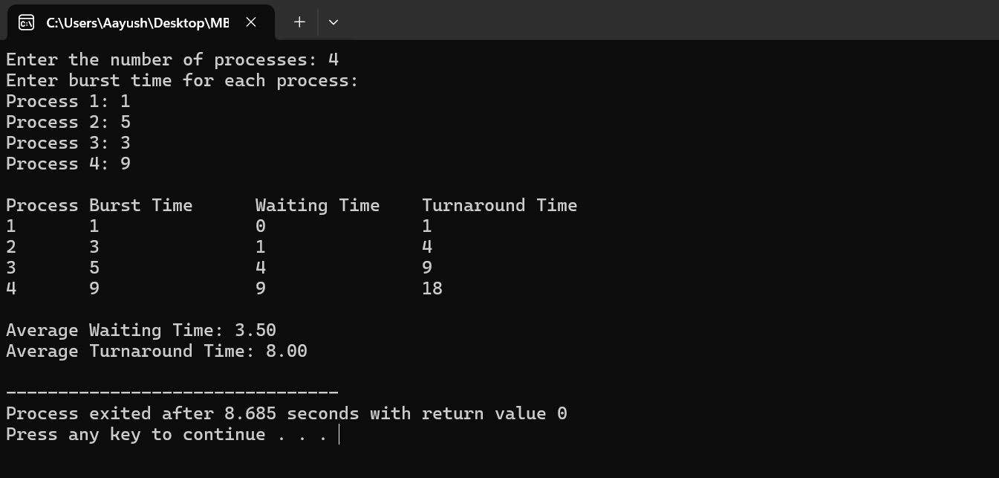 C:\Users\Aayush\Desktop\ME
Enter the number of processes: 4
Enter burst time for each process:
Process 1: 1
Process 2: 5
Process 3: 3
Process 4: 9
Process Burst Time Waiting Time Turnaround Time
1 1 0 1
2 3 1 4
3 5 4 9
4 9 9 18
Average Waiting Time: 3.50
Average Turnaround Time: 8.00
--------------------------------
Process exited after 8.685 seconds with return value 0
Press any key to continue . . .